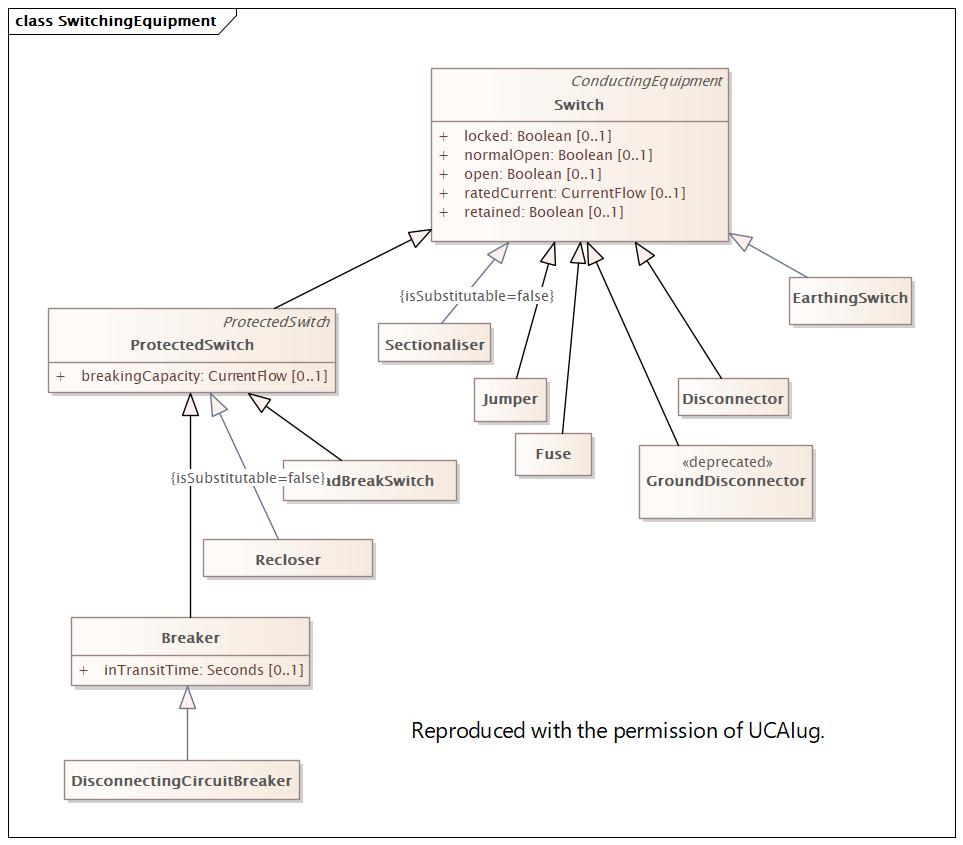 class SwitchingEquipment
ConductingEquipment
Switch
+ locked: Boolean [0..1]
+ normalOpen: Boolean [0..1]
+ open: Boolean [0..1]
+ ratedCurrent: CurrentFlow [0..1]
+ retained: Boolean [0..1]
{isSubstitutable=false}
EarthingSwitch
ProtectedSwitch
ProtectedSwitch
+ breakingCapacity: CurrentFlow [0..1]
Sectionaliser
Jumper
Disconnector
Fuse
«deprecated»
GroundDisconnector
{isSubstitutable=false}
adBreakSwitch
Recloser
Breaker
+ inTransitTime: Seconds [0..1]
Reproduced with the permission of UCAIug.
DisconnectingCircuitBreaker